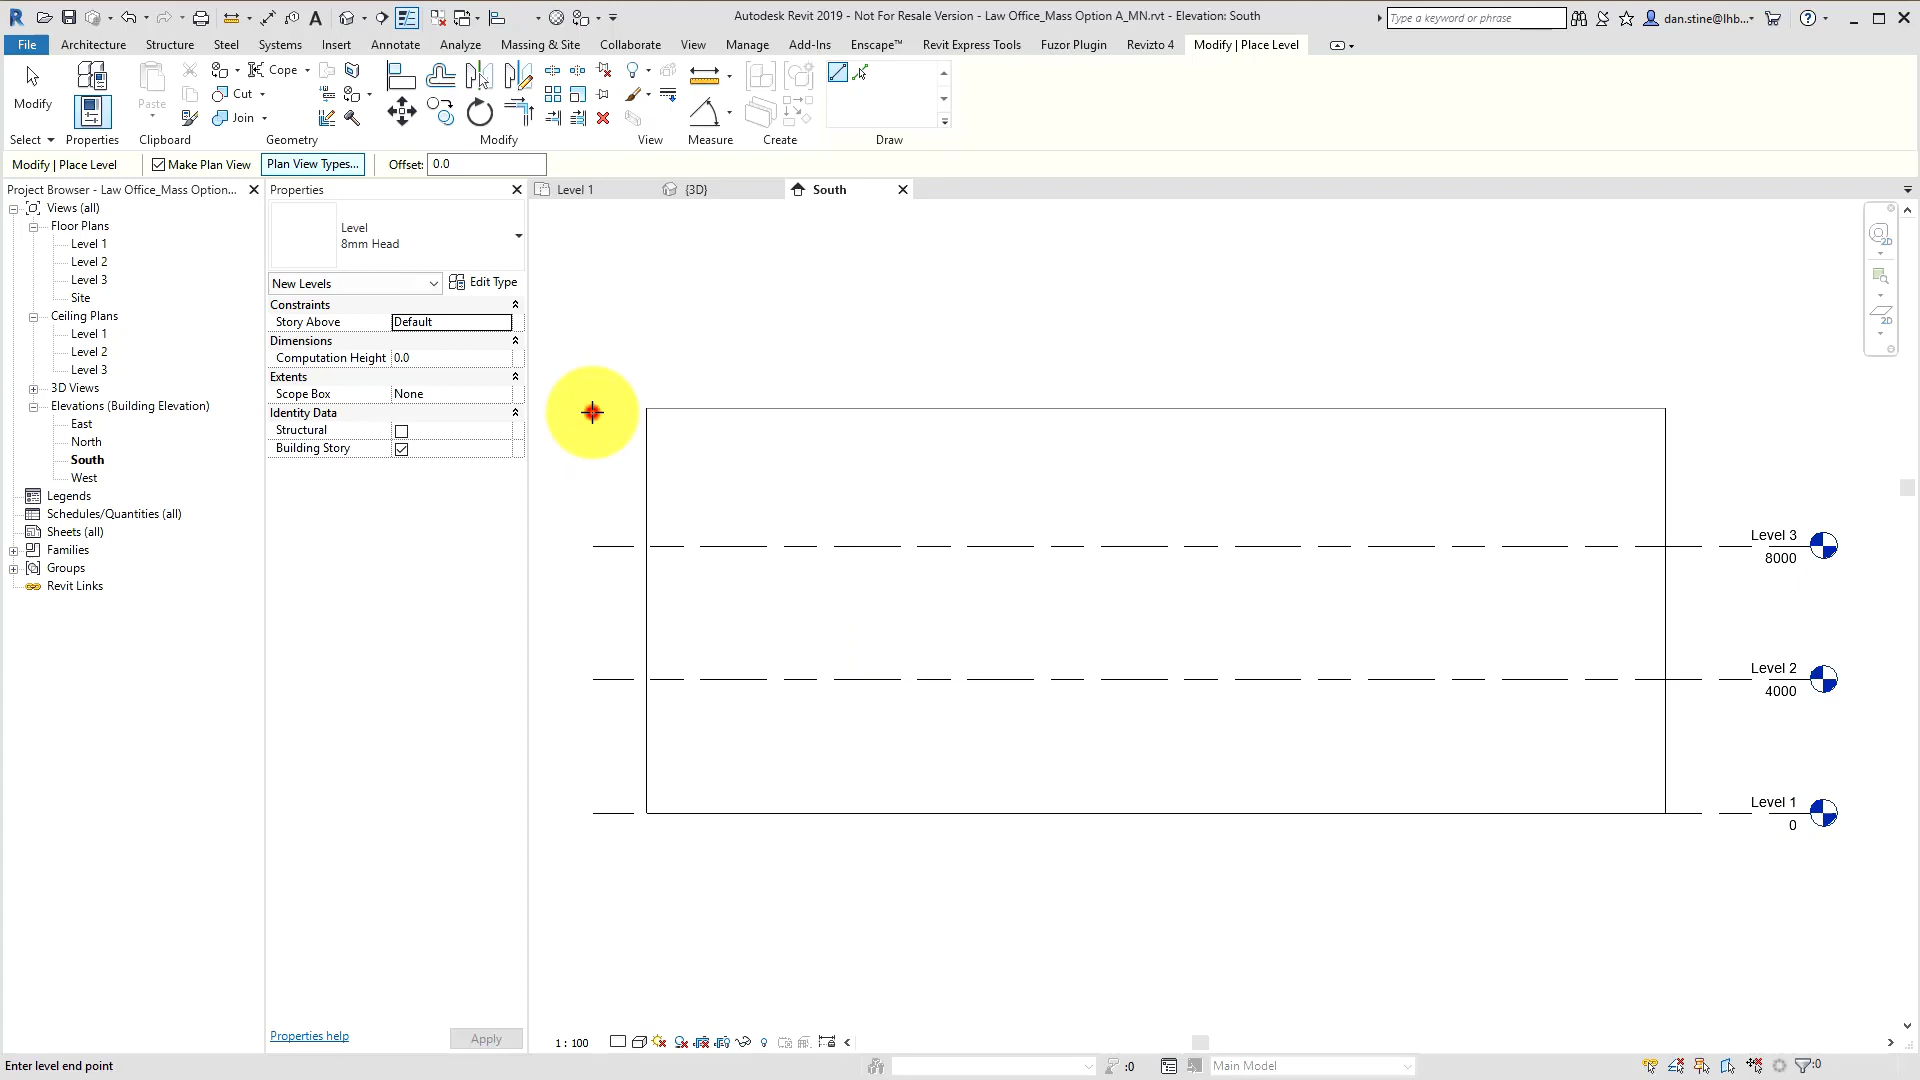 Autodesk Revit 2019 - Not For Resale Version - Law Office_Mass Option A_MN.rvt - Elevation: South
Type a keyword or phrase
dan.stine@lhb...
File
Architecture
Structure
Steel
Systems
Insert
Annotate
Analyze
Massing & Site
Collaborate
View
Manage
Add-Ins
Enscape™
Revit Express Tools
Fuzor Plugin
Revizto 4
Modify | Place Level
Modify
Paste
Cope
Cut
Join
Select
Properties
Clipboard
Geometry
Modify
View
Measure
Create
Draw
Modify | Place Level
Make Plan View
Plan View Types...
Offset:
0.0
Project Browser - Law Office_Mass Option...
Views (all)
Floor Plans
Level 1
Level 2
Level 3
Site
Ceiling Plans
Level 1
Level 2
Level 3
3D Views
Elevations (Building Elevation)
East
North
South
West
Legends
Schedules/Quantities (all)
Sheets (all)
Families
Groups
Revit Links
Properties
Level
8mm Head
New Levels
Edit Type
Constraints
Story Above
Default
Dimensions
Computation Height
0.0
Extents
Scope Box
None
Identity Data
Structural
Building Story
Properties help
Apply
Level 1
{3D}
South
2D
2D
Level 3
8000
Level 2
4000
Level 1
0
1 : 100
Enter level end point
:0
Main Model
:0